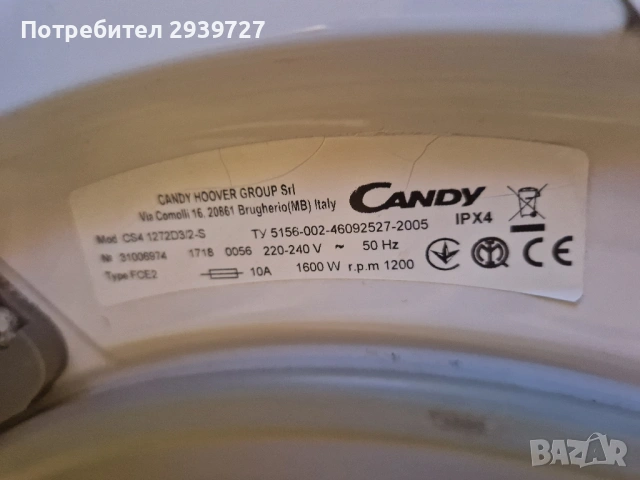 Потребител 2939727
CANDY HOOVER GROUP Srl
Via Comolli 16, 20861 Brugherio(MB) Italy
CANDY
IPX4
Mod CS4 1272D3/2-S
ТУ 5156-002-46092527-2005
№ 31006974 1718 0056 220-240 V ~ 50 Hz
Type FCE2 10A 1600 W r.p.m 1200
CE
BAZAR